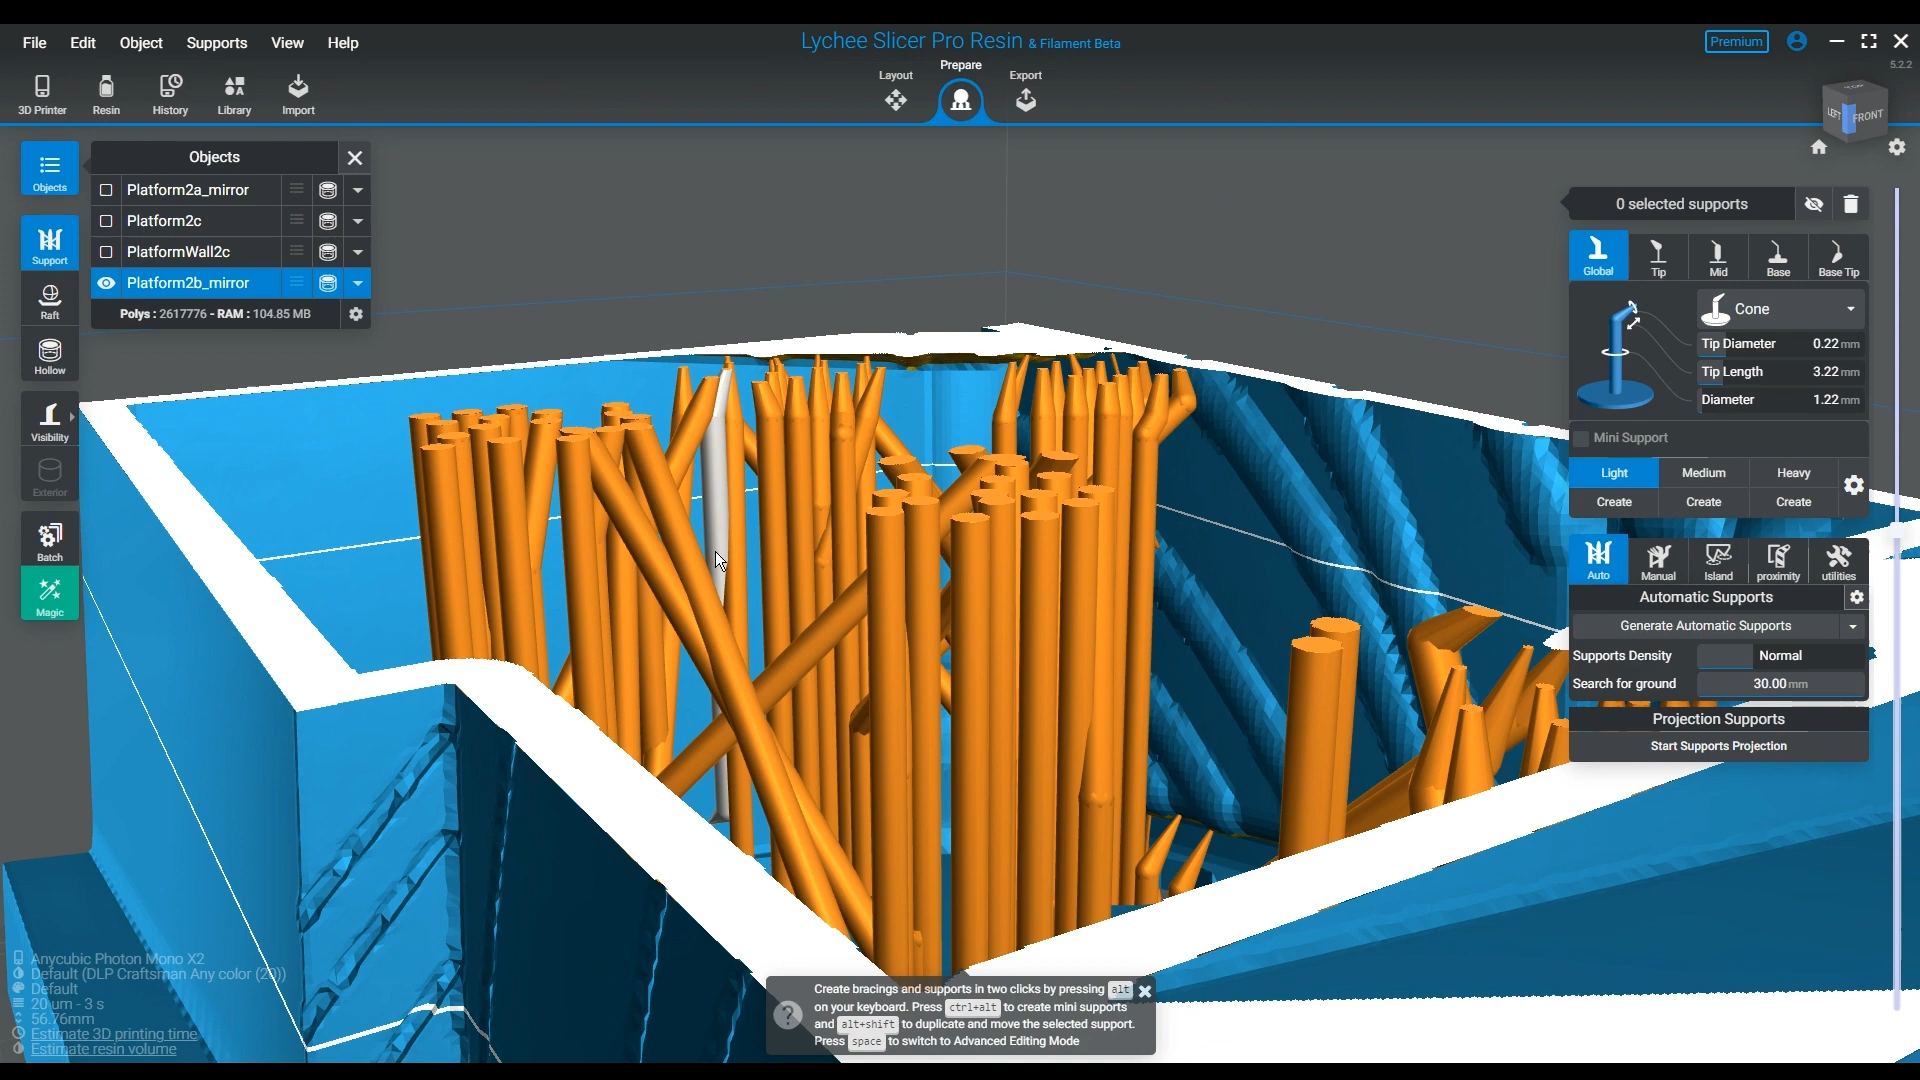 File Edit Object Supports View Help
Lychee Slicer Pro Resin & Filament Beta
Premium
5.2.2
3D Printer Resin History Library Import
Layout Prepare Export
LEFT FRONT
Objects
Objects
Platform2a_mirror
Platform2c
PlatformWall2c
Platform2b_mirror
Polys : 2617776 - RAM : 104.85 MB
Support
Raft
Hollow
Visibility
Exterior
Batch
Magic
0 selected supports
Global Tip Mid Base Base Tip
Cone
Tip Diameter 0.22 mm
Tip Length 3.22 mm
Diameter 1.22 mm
Mini Support
Light Medium Heavy
Create Create Create
Auto Manual Island proximity utilities
Automatic Supports
Generate Automatic Supports
Supports Density Normal
Search for ground 30.00 mm
Projection Supports
Start Supports Projection
Anycubic Photon Mono X2
Default (DLP Craftsman Any color (20))
Default
20 um - 3 s
56.76mm
Estimate 3D printing time
Estimate resin volume
Create bracings and supports in two clicks by pressing alt
on your keyboard. Press ctrl+alt to create mini supports
and alt+shift to duplicate and move the selected support.
Press space to switch to Advanced Editing Mode